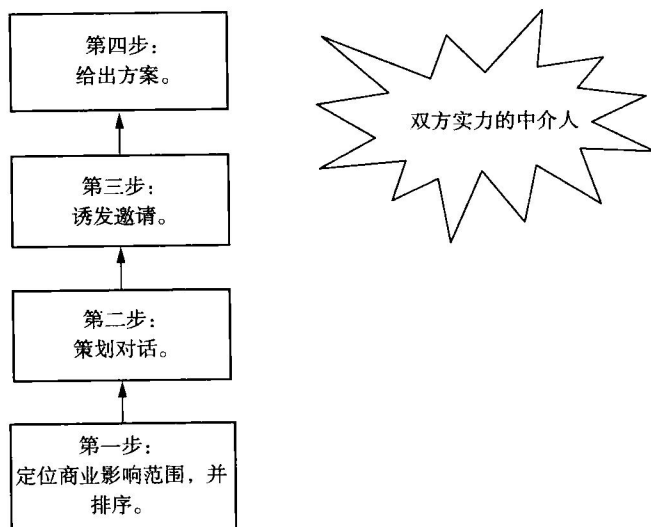 第四步：
给出方案。
双方实力的中介人
第三步：
诱发邀请。
第二步：
策划对话。
第一步：
定位商业影响范围，并
排序。